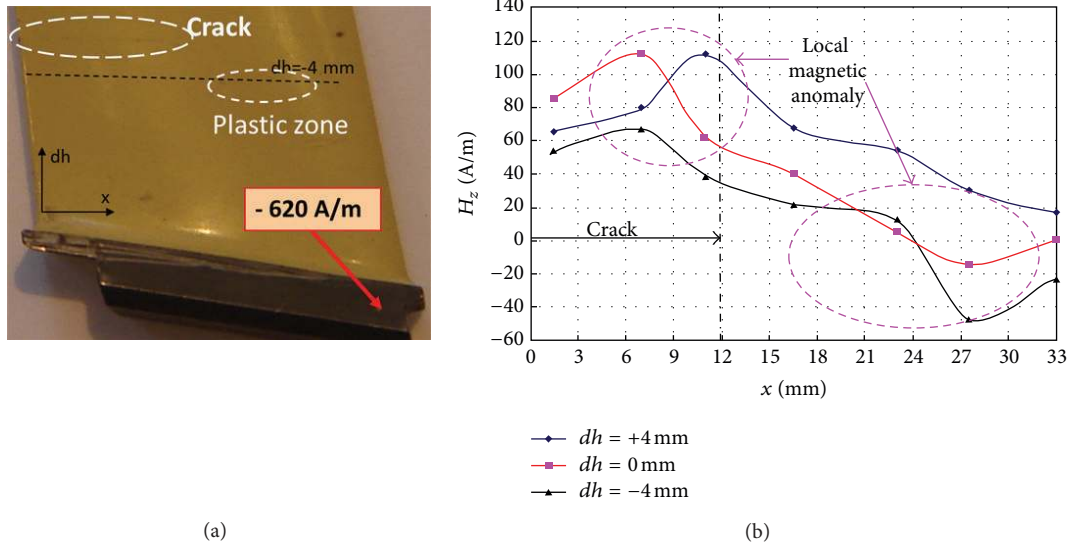 Crack
dh=-4 mm
Plastic zone
dh
x
- 620 A/m
(a)
140
120
100
80
60
40
20
0
−20
−40
−60
H_z (A/m)
Local
magnetic
anomaly
Crack
0 3 6 9 12 15 18 21 24 27 30 33
x (mm)
dh = +4 mm
dh = 0 mm
dh = −4 mm
(b)